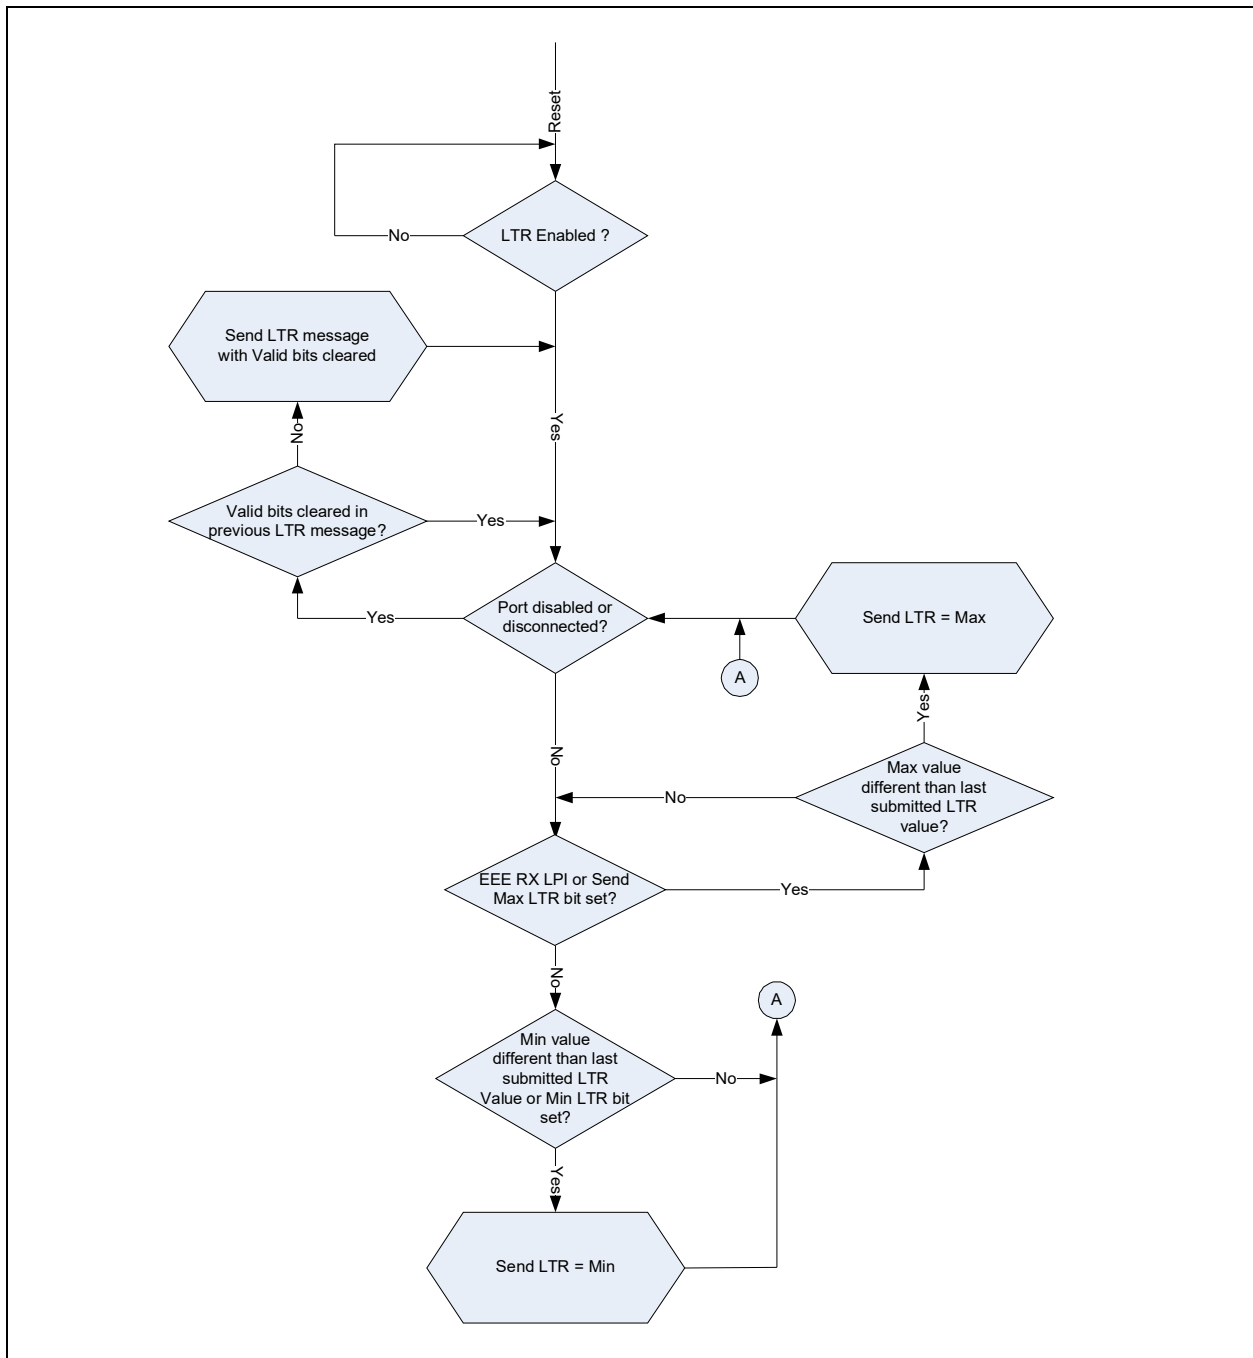 Reset
LTR Enabled ?
No
Send LTR message
with Valid bits cleared
Yes
No
Valid bits cleared in
previous LTR message?
Yes
Port disabled or
disconnected?
Yes
Send LTR = Max
A
Yes
No
Max value
different than last
submitted LTR
value?
No
EEE RX LPI or Send
Max LTR bit set?
Yes
No
A
Min value
different than last
submitted LTR
Value or Min LTR bit
set?
No
Yes
Send LTR = Min